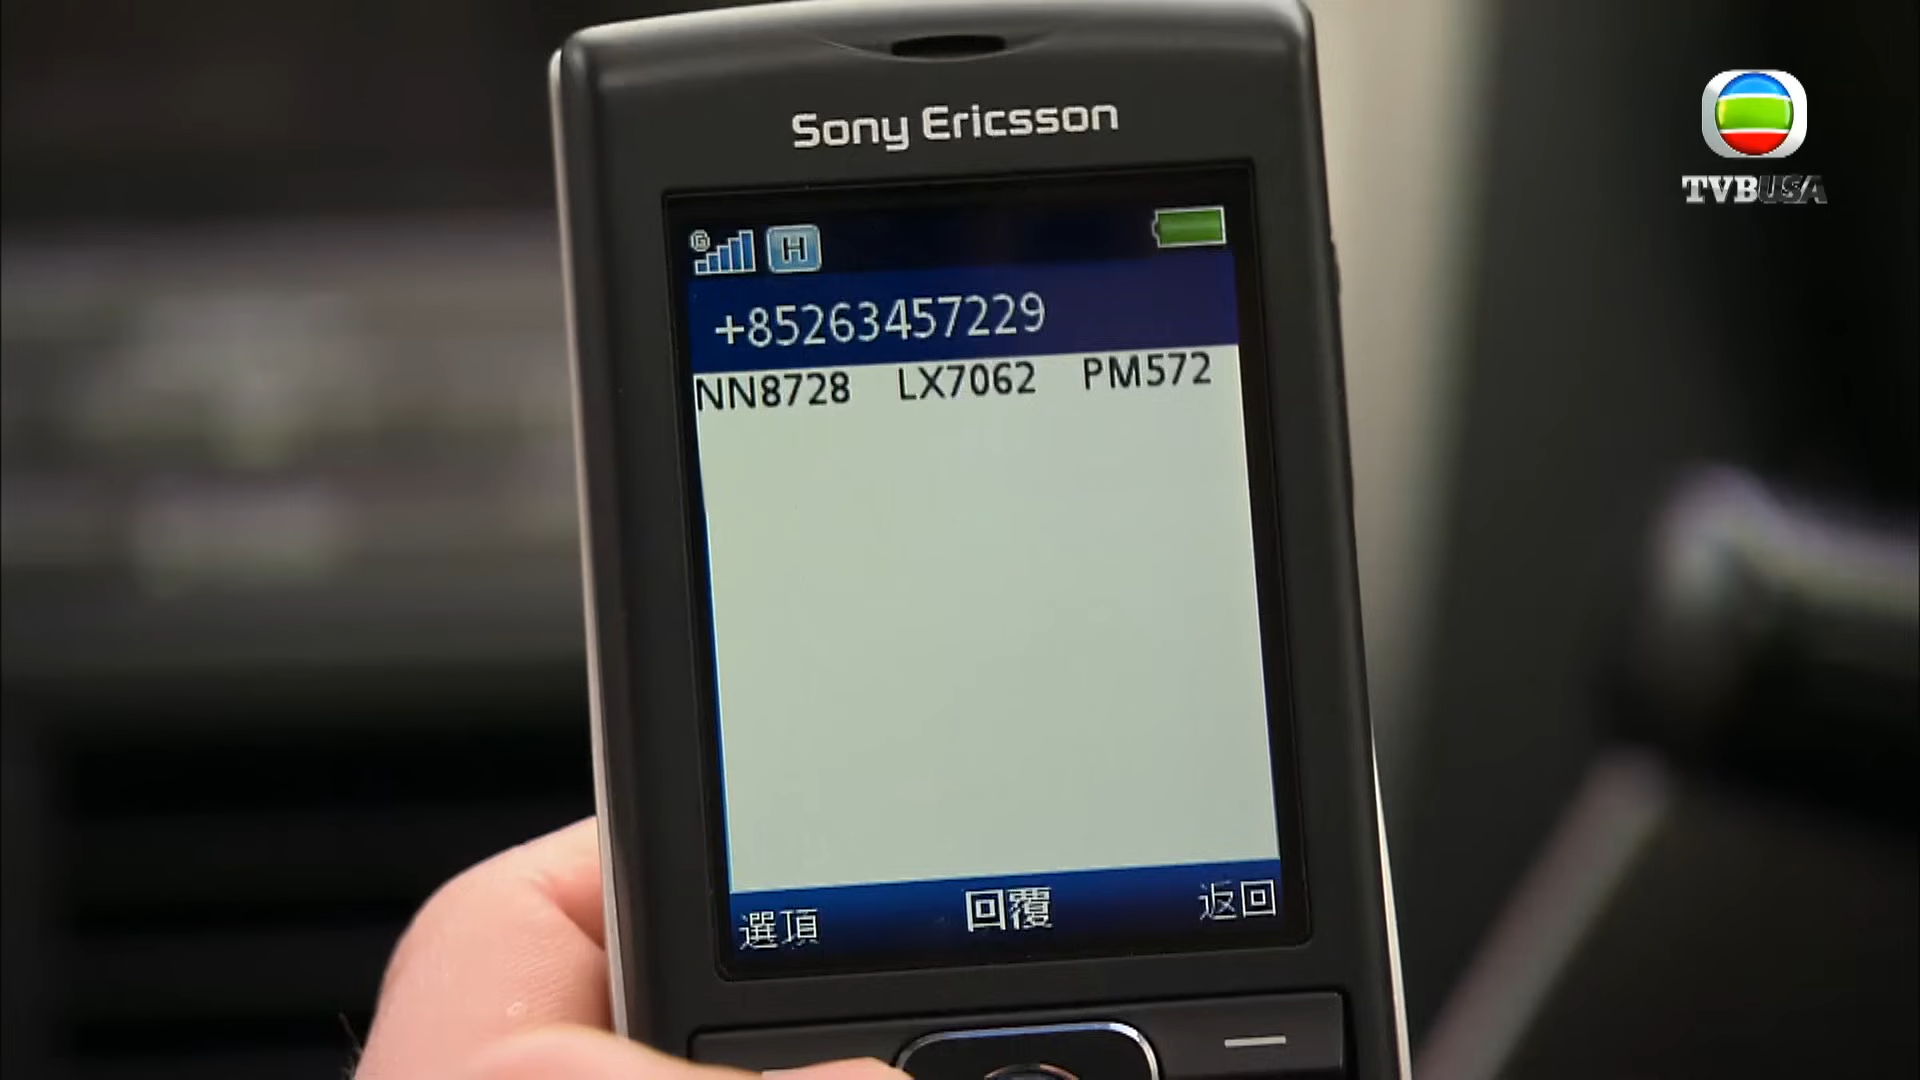 Sony Ericsson
TVBUSA
H
+85263457229
NN8728 LX7062 PM572
選項 回覆 返回